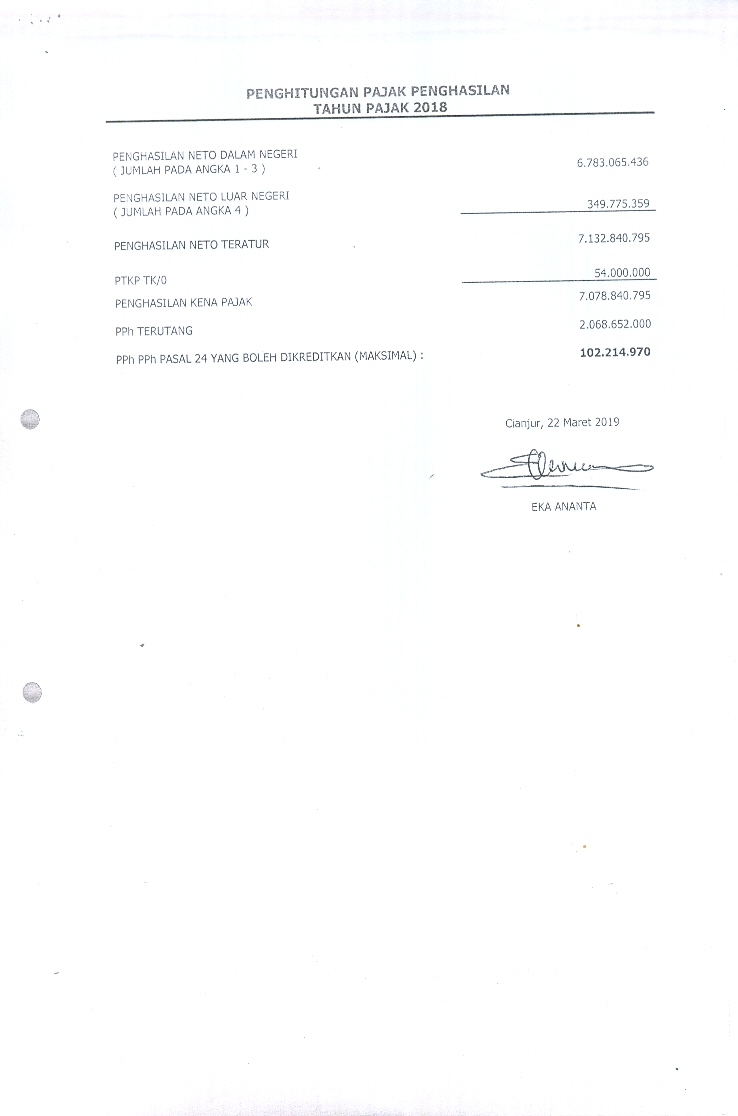 PENGHITUNGAN PAJAK PENGHASILAN
TAHUN PAJAK 2018
PENGHASILAN NETO DALAM NEGERI
( JUMLAH PADA ANGKA 1 - 3 ) 6.783.065.436
PENGHASILAN NETO LUAR NEGERI
( JUMLAH PADA ANGKA 4 ) 349.775.359
PENGHASILAN NETO TERATUR 7.132.840.795
PTKP TK/0 54.000.000
PENGHASILAN KENA PAJAK 7.078.840.795
PPh TERUTANG 2.068.652.000
PPh PPh PASAL 24 YANG BOLEH DIKREDITKAN (MAKSIMAL) : 102.214.970
Cianjur, 22 Maret 2019
EKA ANANTA